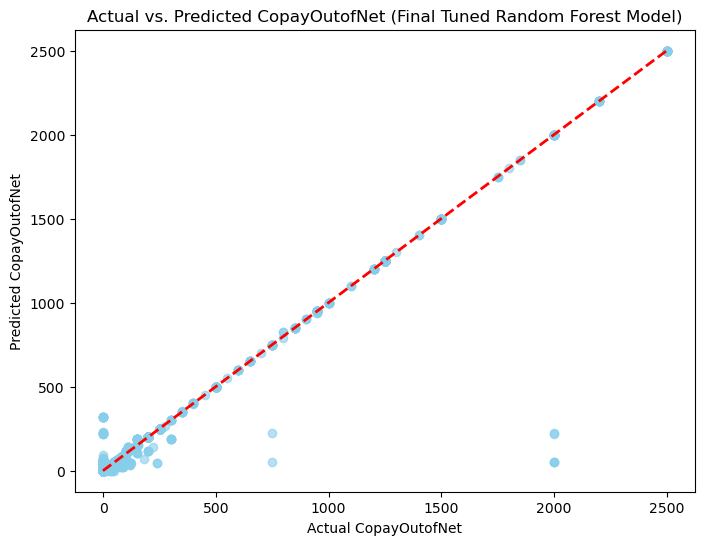 Actual vs. Predicted CopayOutofNet (Final Tuned Random Forest Model)
Predicted CopayOutofNet
2500
2000
1500
1000
500
0
0 500 1000 1500 2000 2500
Actual CopayOutofNet